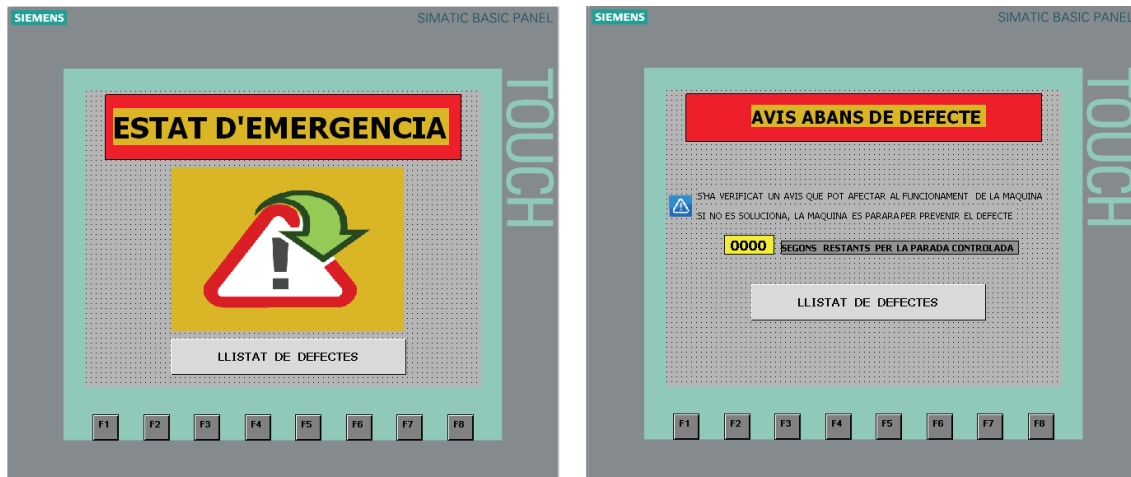 SIEMENS
SIMATIC BASIC PANEL
TOUCH
ESTAT D'EMERGENCIA
LLISTAT DE DEFECTES
F1 F2 F3 F4 F5 F6 F7 F8
SIEMENS
SIMATIC BASIC PANEL
TOUCH
AVIS ABANS DE DEFECTE
S'HA VERIFICAT UN AVIS QUE POT AFECTAR AL FUNCIONAMENT DE LA MAQUINA
SI NO ES SOLUCIONA, LA MAQUINA ES PARARA PER PREVENIR EL DEFECTE
0000 SEGONS RESTANTS PER LA PARADA CONTROLADA
LLISTAT DE DEFECTES
F1 F2 F3 F4 F5 F6 F7 F8